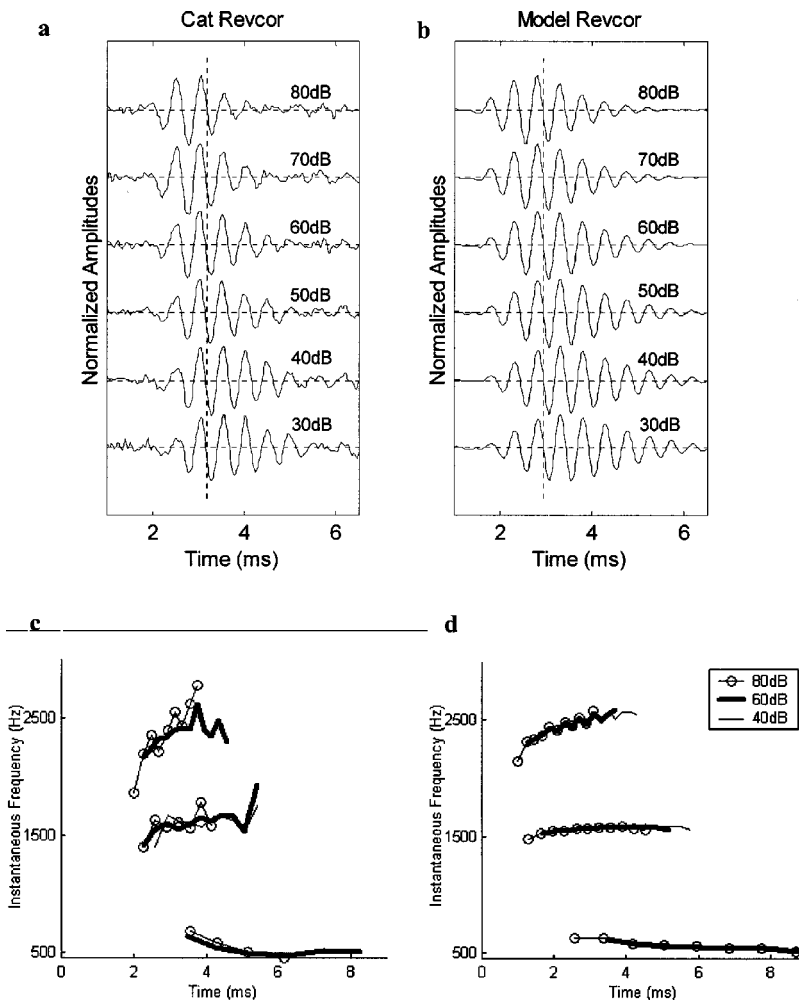 Cat Revcor
Model Revcor
a
b
80dB
70dB
60dB
50dB
40dB
30dB
Normalized Amplitudes
2
4
6
Time (ms)
80dB
70dB
60dB
50dB
40dB
30dB
Normalized Amplitudes
2
4
6
Time (ms)
c
d
Instantaneous Frequency (Hz)
2500
1500
500
0
2
4
6
8
Time (ms)
Instantaneous Frequency (Hz)
2500
1500
500
0
2
4
6
8
Time (ms)
80dB
60dB
40dB